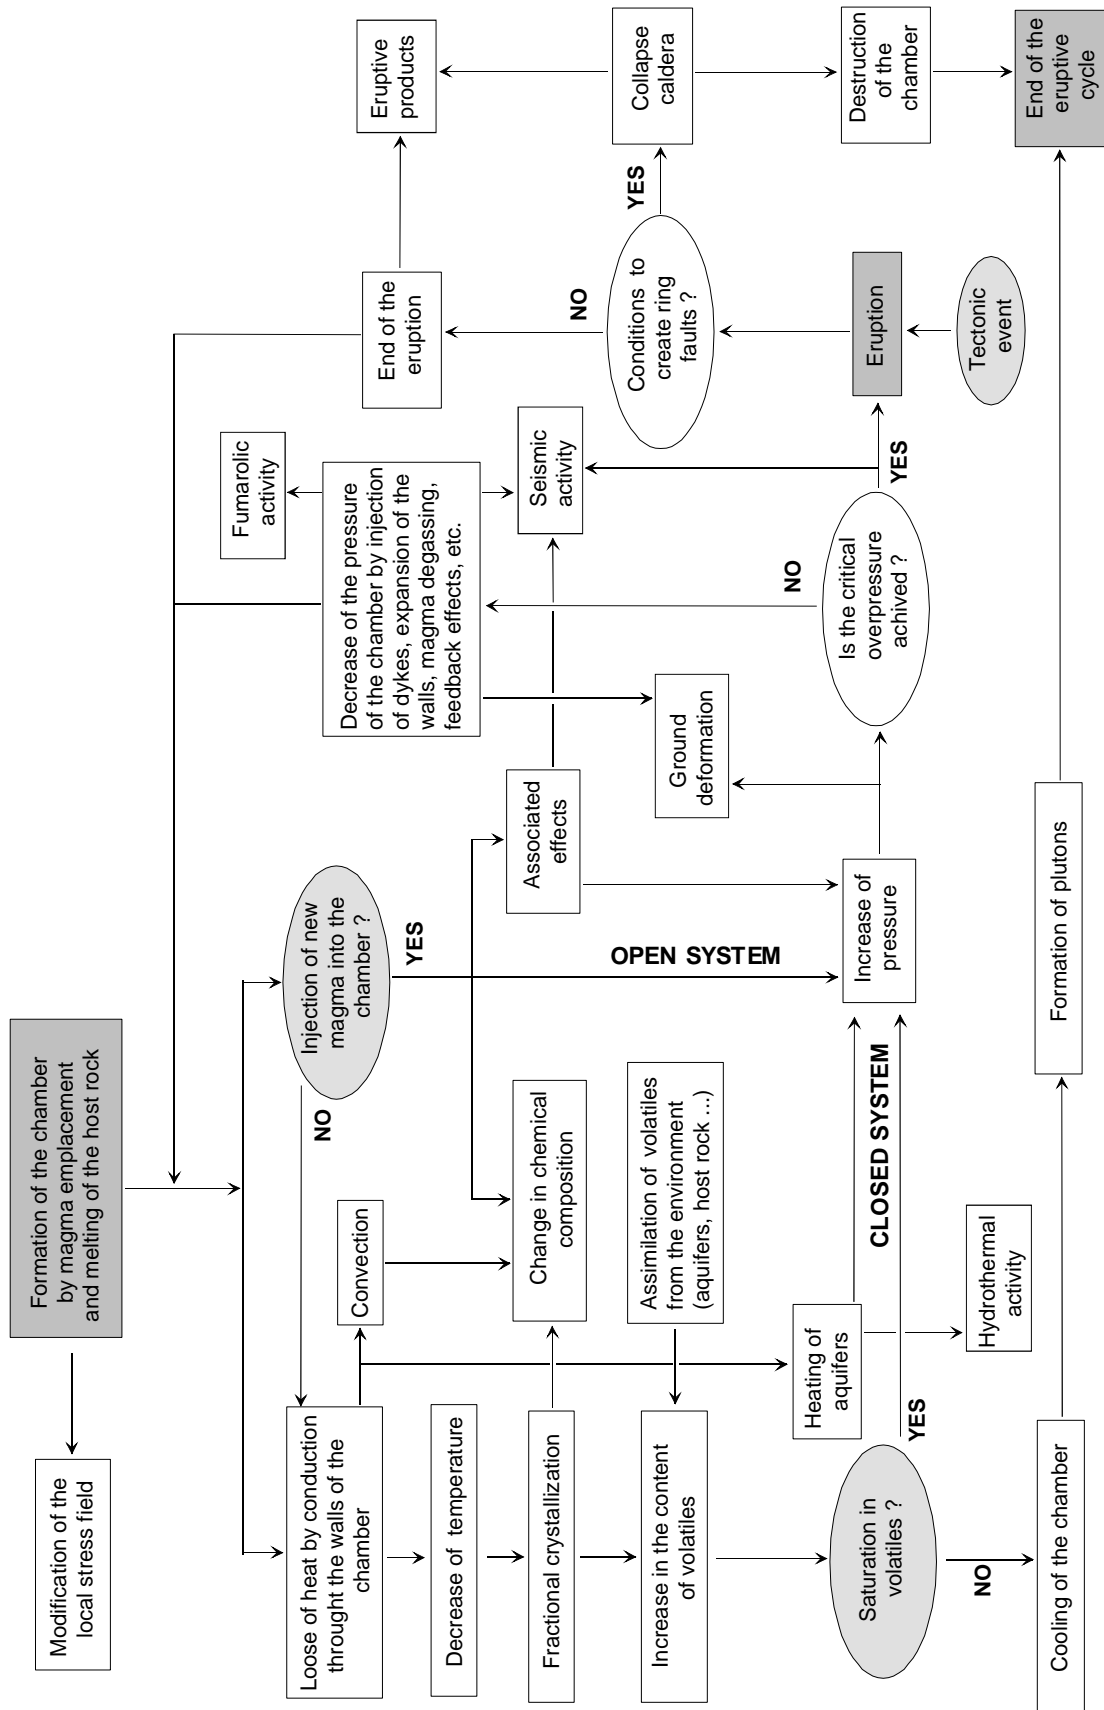 Formation of the chamber
by magma emplacement
and melting of the host rock
Modification of the
local stress field
Injection of new
magma into the
chamber ?
NO
YES
OPEN SYSTEM
Loose of heat by conduction
throught the walls of the
chamber
Convection
Decrease of temperature
Fractional crystallization
Change in chemical
composition
Associated
effects
Increase in the content
of volatiles
Assimilation of volatiles
from the environment
(aquifers, host rock ...)
Heating of
aquifers
Hydrothermal
activity
CLOSED SYSTEM
Saturation in
volatiles ?
YES
NO
Increase of
pressure
Cooling of the chamber
Formation of plutons
Ground
deformation
Is the critical
overpressure
achived ?
NO
YES
Decrease of the pressure
of the chamber by injection
of dykes, expansion of the
walls, magma degassing,
feedback effects, etc.
Fumarolic
activity
Seismic
activity
Eruption
Tectonic
event
Conditions to
create ring
faults ?
NO
YES
End of the
eruption
Eruptive
products
Collapse
caldera
Destruction
of the
chamber
End of the
eruptive
cycle